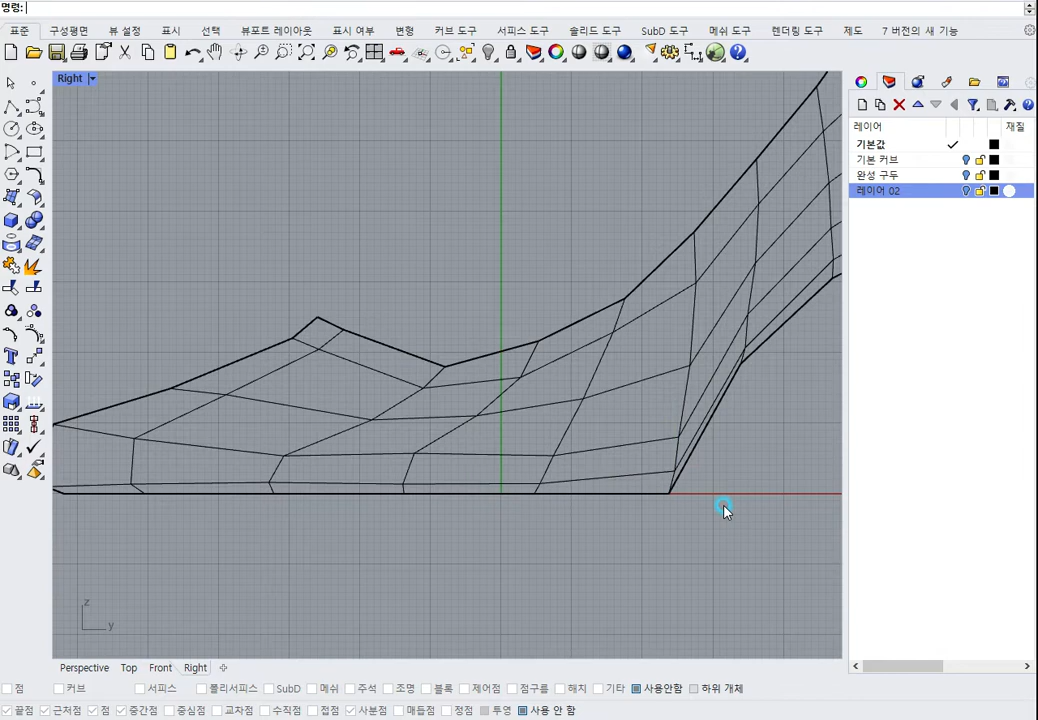 명령:
표준 구성평면 뷰 설정 표시 선택 뷰포트 레이아웃 표시 여부 변형 커브 도구 서피스 도구 솔리드 도구 SubD 도구 메쉬 도구 렌더링 도구 제도 7 버전의 새 기능
Right
레이어 재질
기본값
기본 커브
완성 구두
레이어 02
z
y
Perspective Top Front Right
점 커브 서피스 폴리서피스 SubD 메쉬 주석 조명 블록 제어점 점구름 해치 기타 사용안함 하위 개체
끝점 근처점 점 중간점 중심점 교차점 수직점 접점 사분점 매듭점 정점 투영 사용 안 함